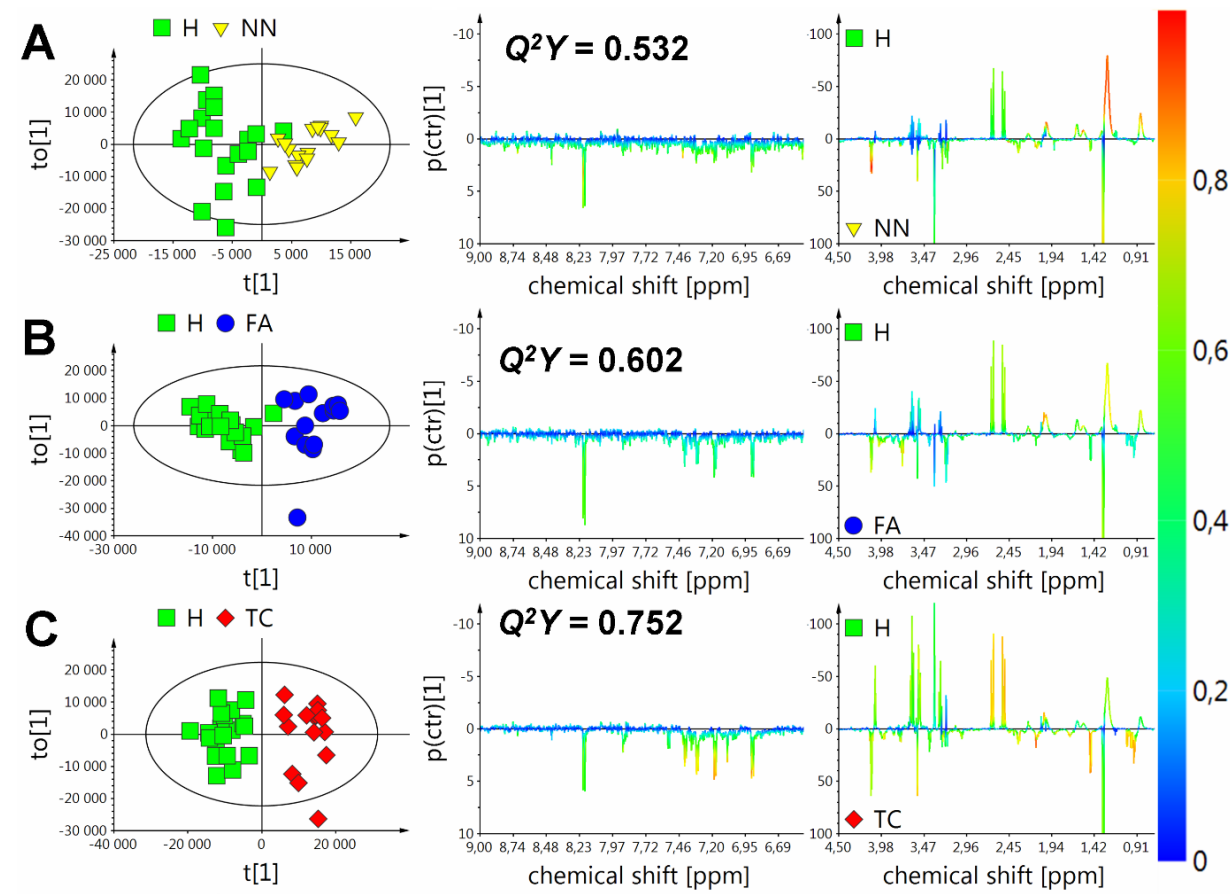 A
H NN
to[1]
20 000
10 000
0
-10 000
-20 000
-30 000
-25 000 -15 000 -5 000 5 000 15 000
t[1]
Q²Y = 0.532
p(ctr)[1]
-10
-5
0
5
10
9,00 8,74 8,48 8,23 7,97 7,72 7,46 7,20 6,95 6,69
chemical shift [ppm]
H
-100
-50
0
50
100
NN
4,50 3,98 3,47 2,96 2,45 1,94 1,42 0,91
chemical shift [ppm]
B
H FA
to[1]
20 000
10 000
0
-10 000
-20 000
-30 000
-40 000
-30 000 -10 000 10 000
t[1]
Q²Y = 0.602
p(ctr)[1]
-10
-5
0
5
10
9,00 8,74 8,48 8,23 7,97 7,72 7,46 7,20 6,95 6,69
chemical shift [ppm]
H
-100
-50
0
50
100
FA
4,50 3,98 3,47 2,96 2,45 1,94 1,42 0,91
chemical shift [ppm]
C
H TC
to[1]
20 000
10 000
0
-10 000
-20 000
-30 000
-40 000 -20 000 0 20 000
t[1]
Q²Y = 0.752
p(ctr)[1]
-10
-5
0
5
10
9,00 8,74 8,48 8,23 7,97 7,72 7,46 7,20 6,95 6,69
chemical shift [ppm]
H
-100
-50
0
50
100
TC
4,50 3,98 3,47 2,96 2,45 1,94 1,42 0,91
chemical shift [ppm]
0,8
0,6
0,4
0,2
0